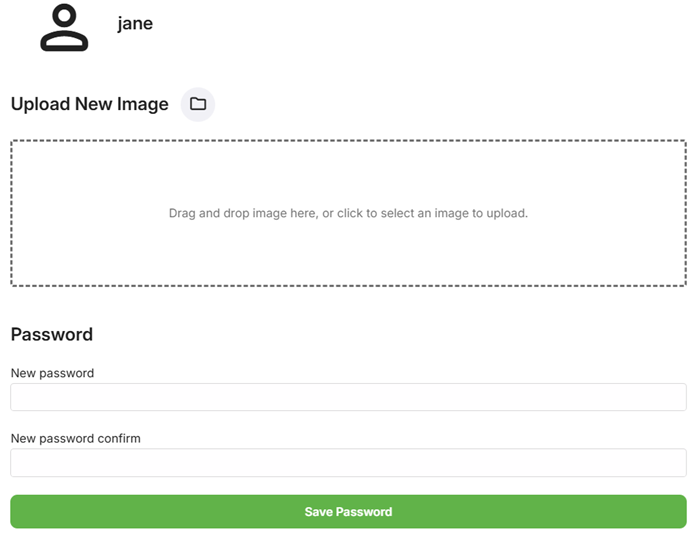 jane
Upload New Image
Drag and drop image here, or click to select an image to upload.
Password
New password
New password confirm
Save Password